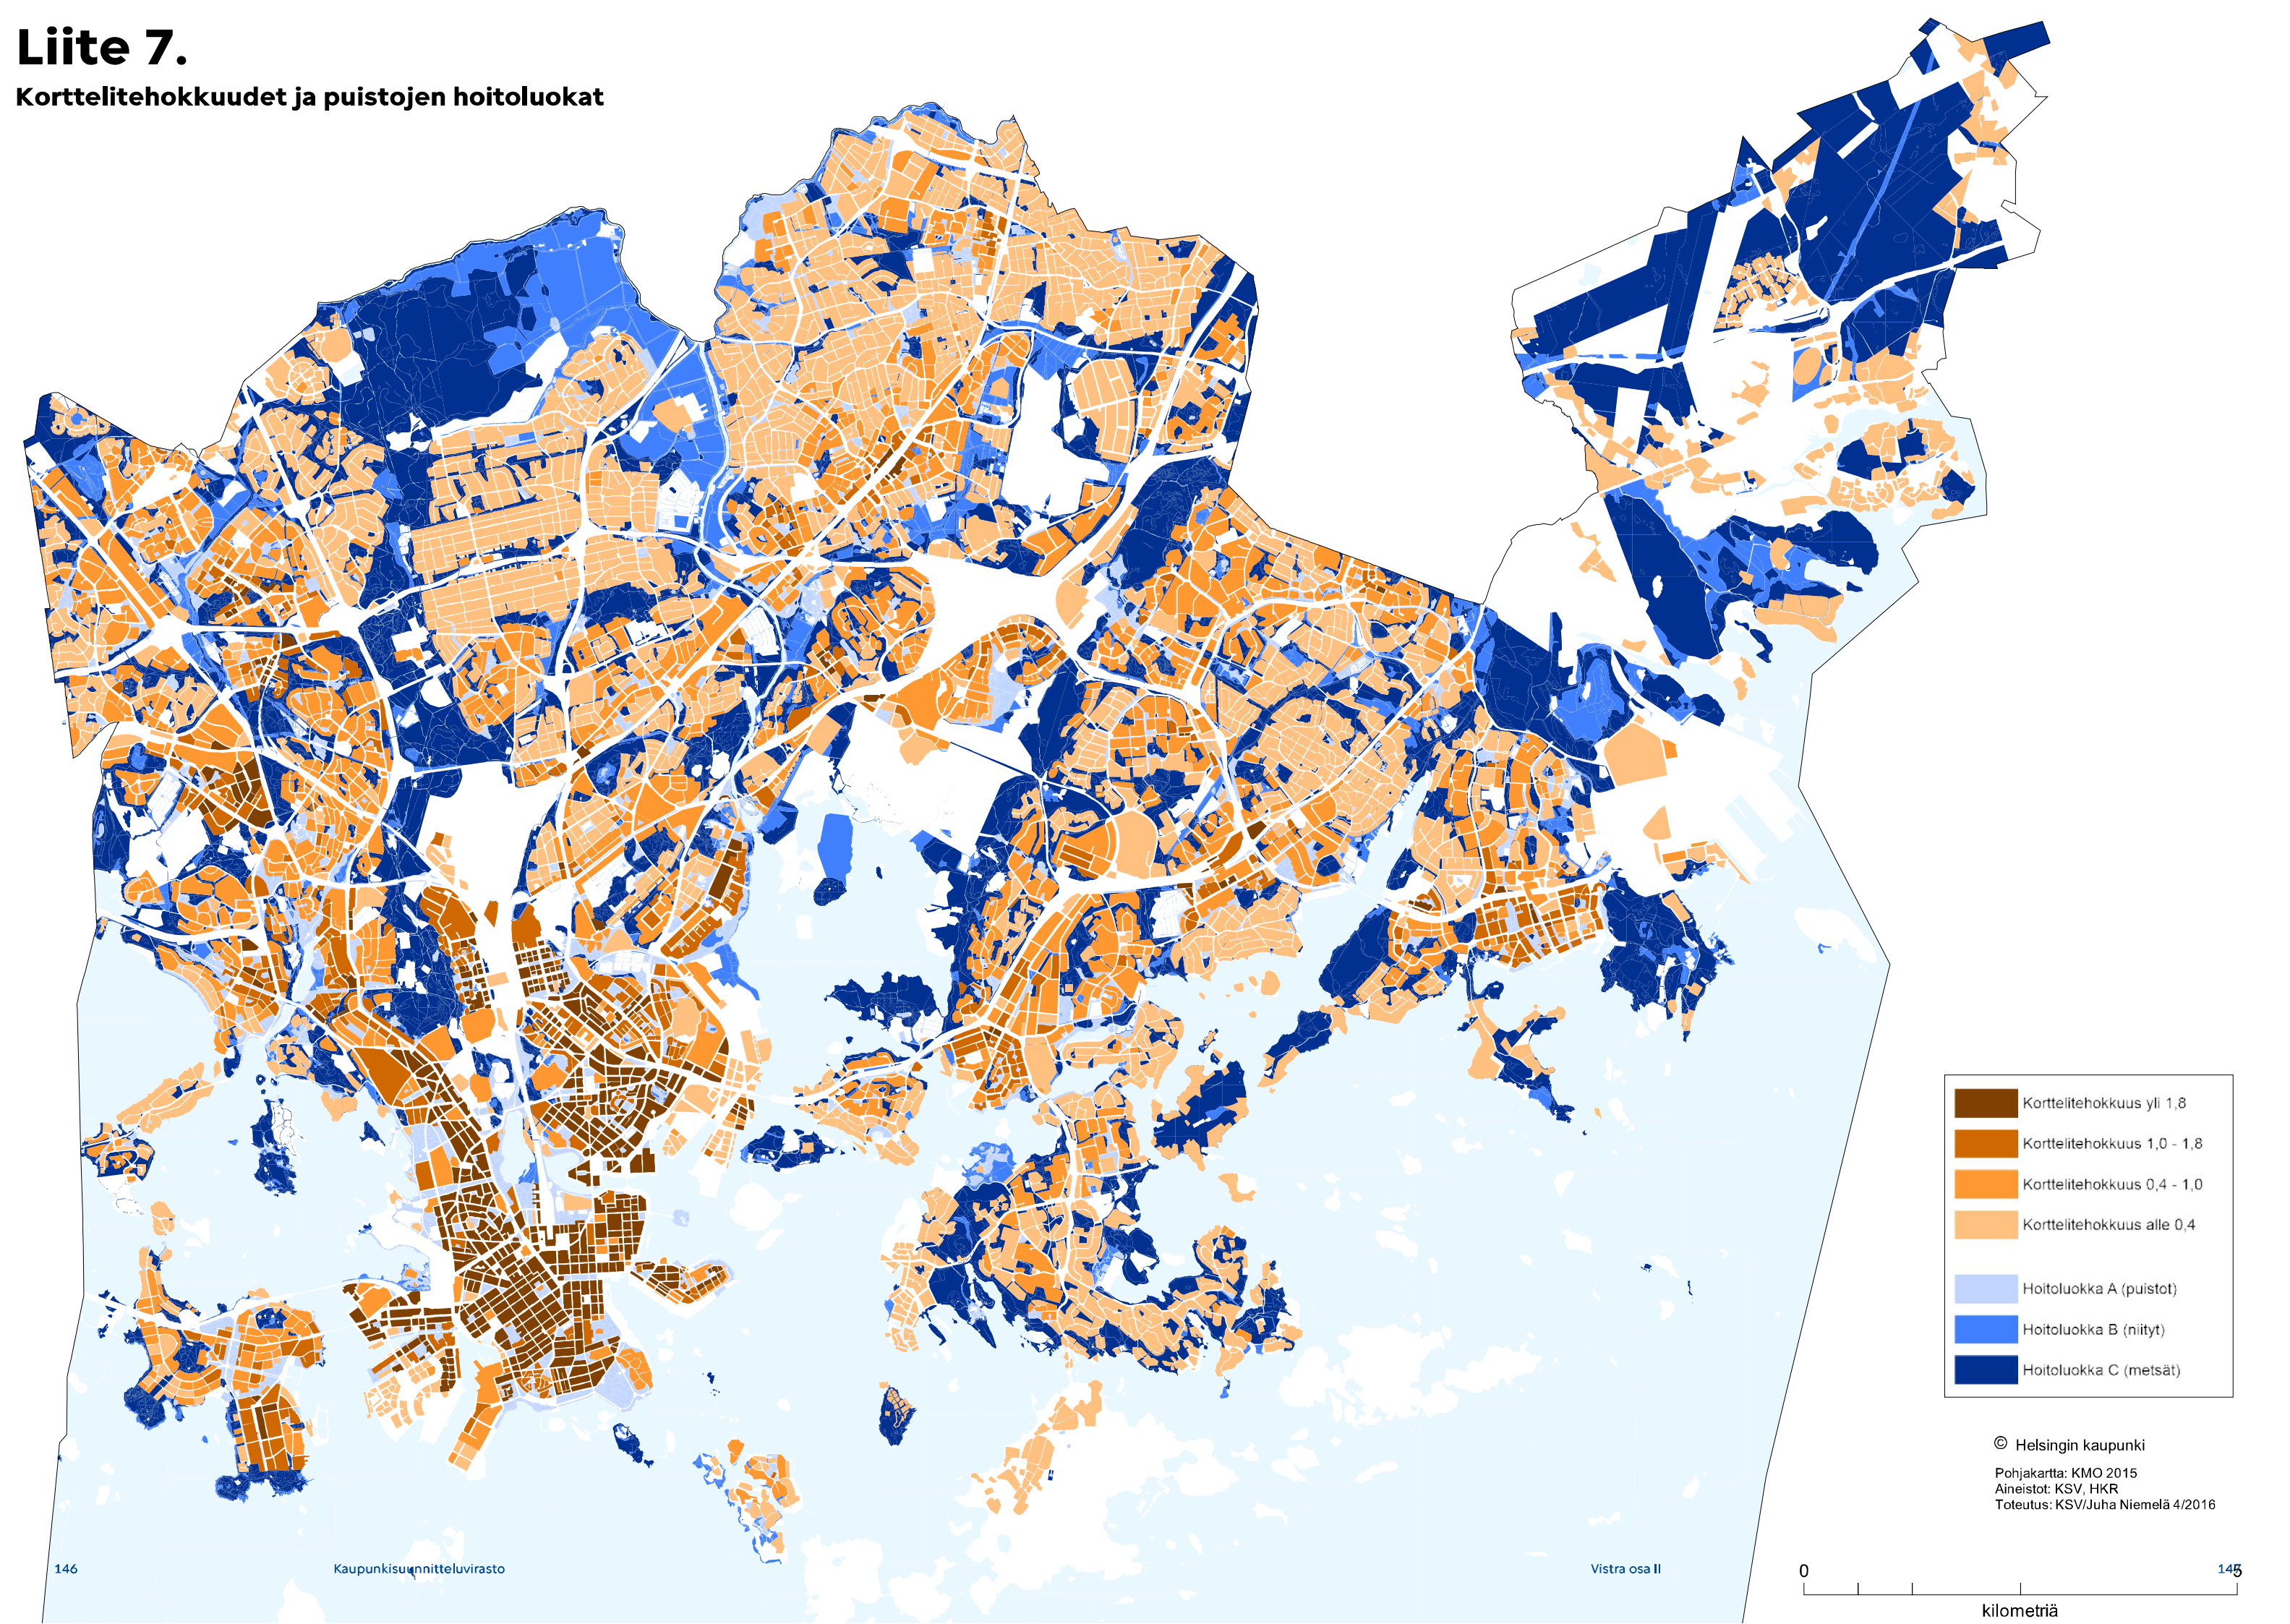 Liite 7.
Korttelitehokkuudet ja puistojen hoitoluokat
Korttelitehokkuus yli 1,8
Korttelitehokkuus 1,0 - 1,8
Korttelitehokkuus 0,4 - 1,0
Korttelitehokkuus alle 0,4
Hoitoluokka A (puistot)
Hoitoluokka B (niityt)
Hoitoluokka C (metsät)
© Helsingin kaupunki
Pohjakartta: KMO 2015
Aineistot: KSV, HKR
Toteutus: KSV/Juha Niemelä 4/2016
146
Kaupunkisuunnitteluvirasto
Vistra osa II
0
5
kilometriä